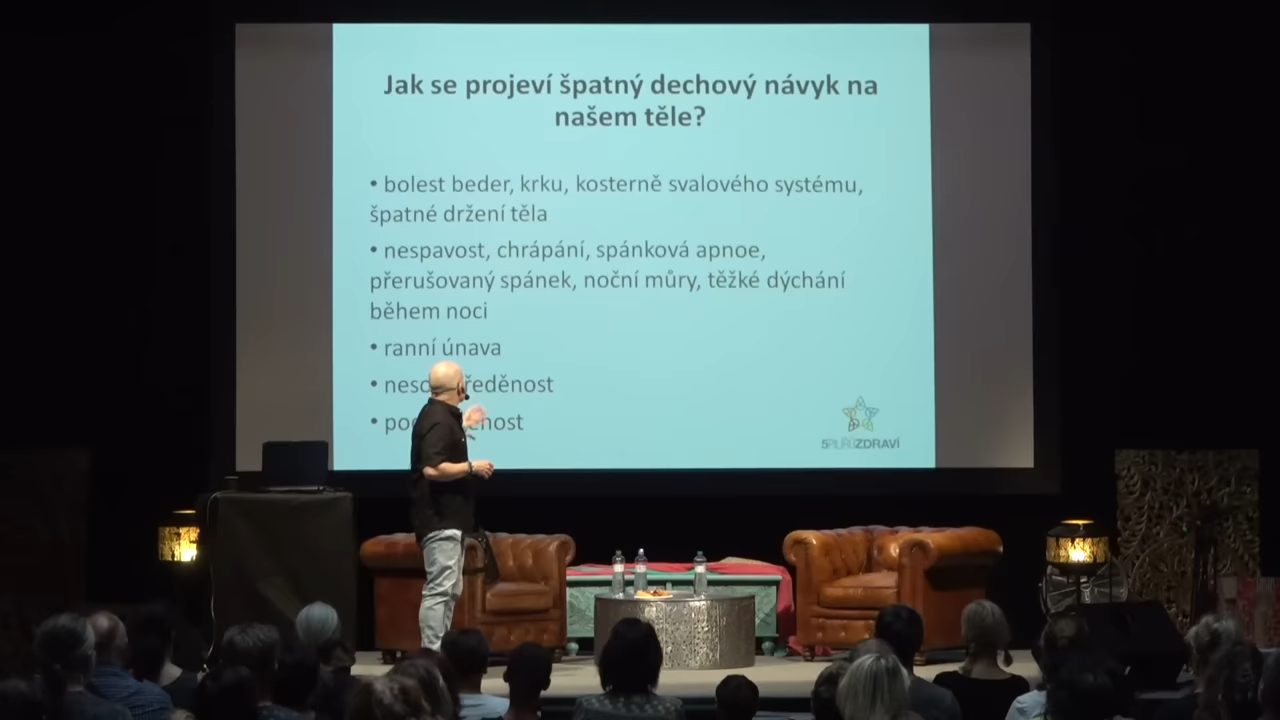 Jak se projeví špatný dechový návyk na
našem těle?
• bolest beder, krku, kosterně svalového systému,
špatné držení těla
• nespavost, chrápání, spánková apnoe,
přerušovaný spánek, noční můry, těžké dýchání
během noci
• ranní únava
5PILÍŘŮZDRAVÍ